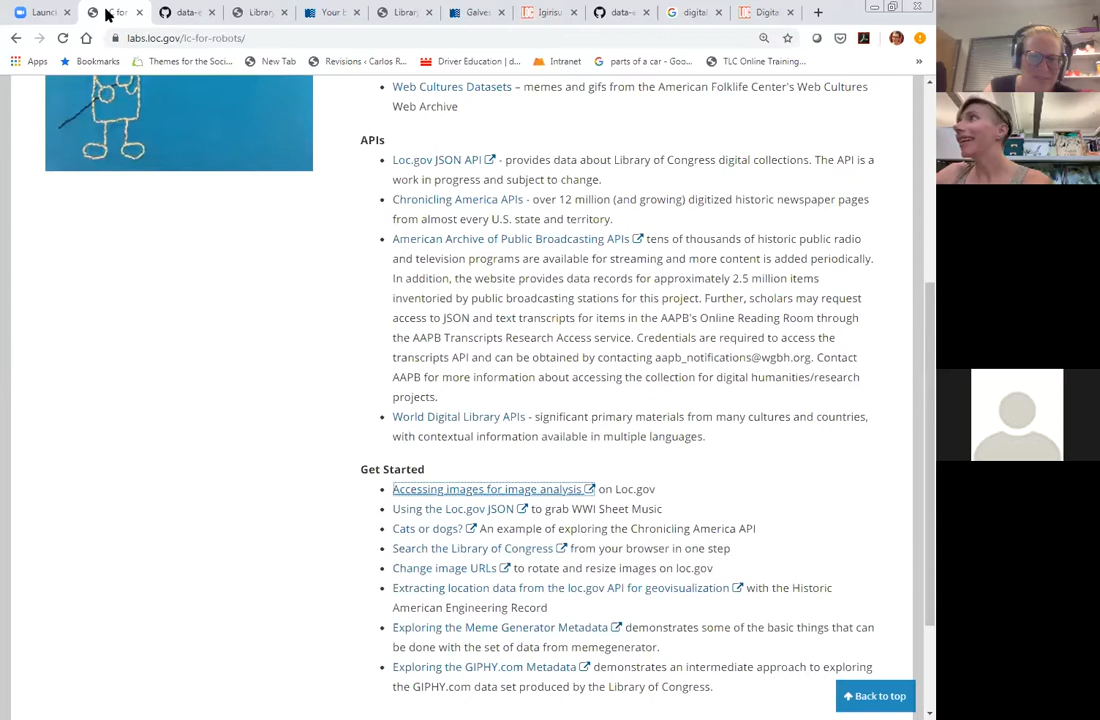 Launc
C for
data-e
Library
Your b
Library
Galves
Igirisu
data-e
digital
Digita
labs.loc.gov/lc-for-robots/
Apps Bookmarks Themes for the Soci... New Tab Revisions ‹ Carlos R... Driver Education | d... Intranet parts of a car - Goo... TLC Online Training... »
• Web Cultures Datasets – memes and gifs from the American Folklife Center's Web Cultures
Web Archive
APIs
• Loc.gov JSON API - provides data about Library of Congress digital collections. The API is a
work in progress and subject to change.
• Chronicling America APIs - over 12 million (and growing) digitized historic newspaper pages
from almost every U.S. state and territory.
• American Archive of Public Broadcasting APIs tens of thousands of historic public radio
and television programs are available for streaming and more content is added periodically.
In addition, the website provides data records for approximately 2.5 million items
inventoried by public broadcasting stations for this project. Further, scholars may request
access to JSON and text transcripts for items in the AAPB's Online Reading Room through
the AAPB Transcripts Research Access service. Credentials are required to access the
transcripts API and can be obtained by contacting aapb_notifications@wgbh.org. Contact
AAPB for more information about accessing the collection for digital humanities/research
projects.
• World Digital Library APIs - significant primary materials from many cultures and countries,
with contextual information available in multiple languages.
Get Started
• Accessing images for image analysis on Loc.gov
• Using the Loc.gov JSON to grab WWI Sheet Music
• Cats or dogs? An example of exploring the Chronicling America API
• Search the Library of Congress from your browser in one step
• Change image URLs to rotate and resize images on loc.gov
• Extracting location data from the loc.gov API for geovisualization with the Historic
American Engineering Record
• Exploring the Meme Generator Metadata demonstrates some of the basic things that can
be done with the set of data from memegenerator.
• Exploring the GIPHY.com Metadata demonstrates an intermediate approach to exploring
the GIPHY.com data set produced by the Library of Congress.
Back to top